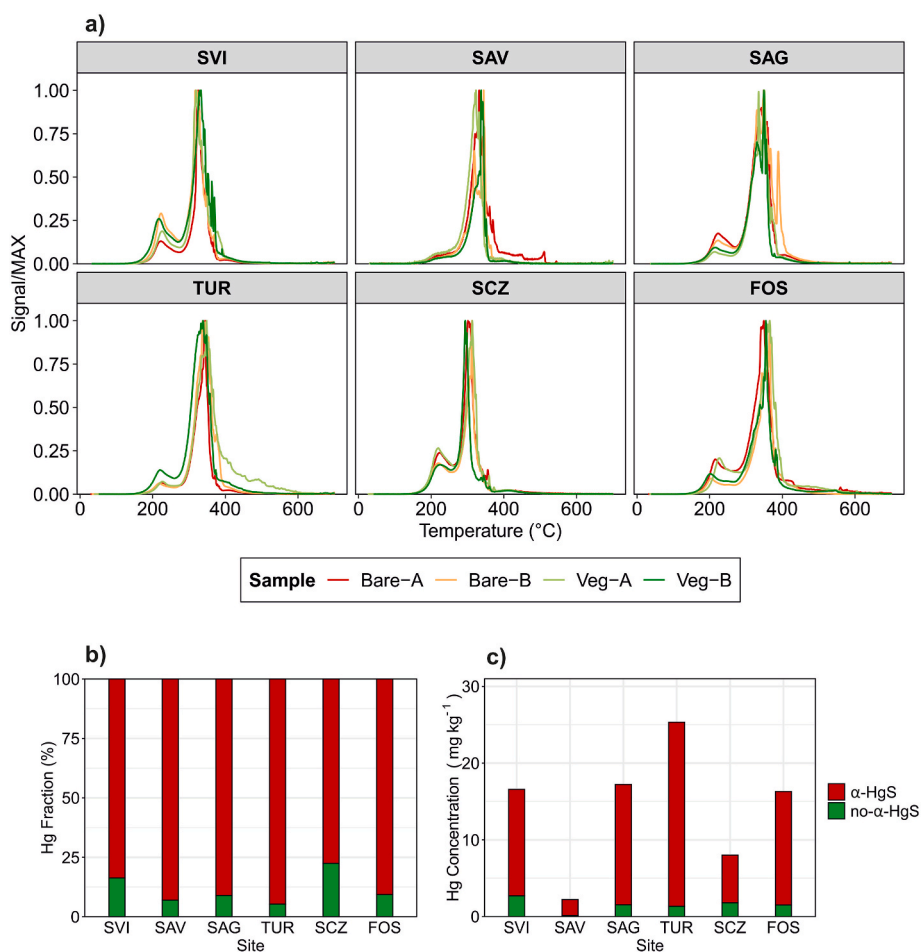 a)
SVI SAV SAG
1.00
0.75
0.50
0.25
0.00
TUR SCZ FOS
1.00
0.75
0.50
0.25
0.00
Signal/MAX
0 200 400 600 0 200 400 600 0 200 400 600
Temperature (°C)
Sample Bare−A Bare−B Veg−A Veg−B
b)
100
75
50
25
0
Hg Fraction (%)
SVI SAV SAG TUR SCZ FOS
Site
c)
30
20
10
0
Hg Concentration ( mg kg⁻¹ )
SVI SAV SAG TUR SCZ FOS
Site
α-HgS
no-α-HgS